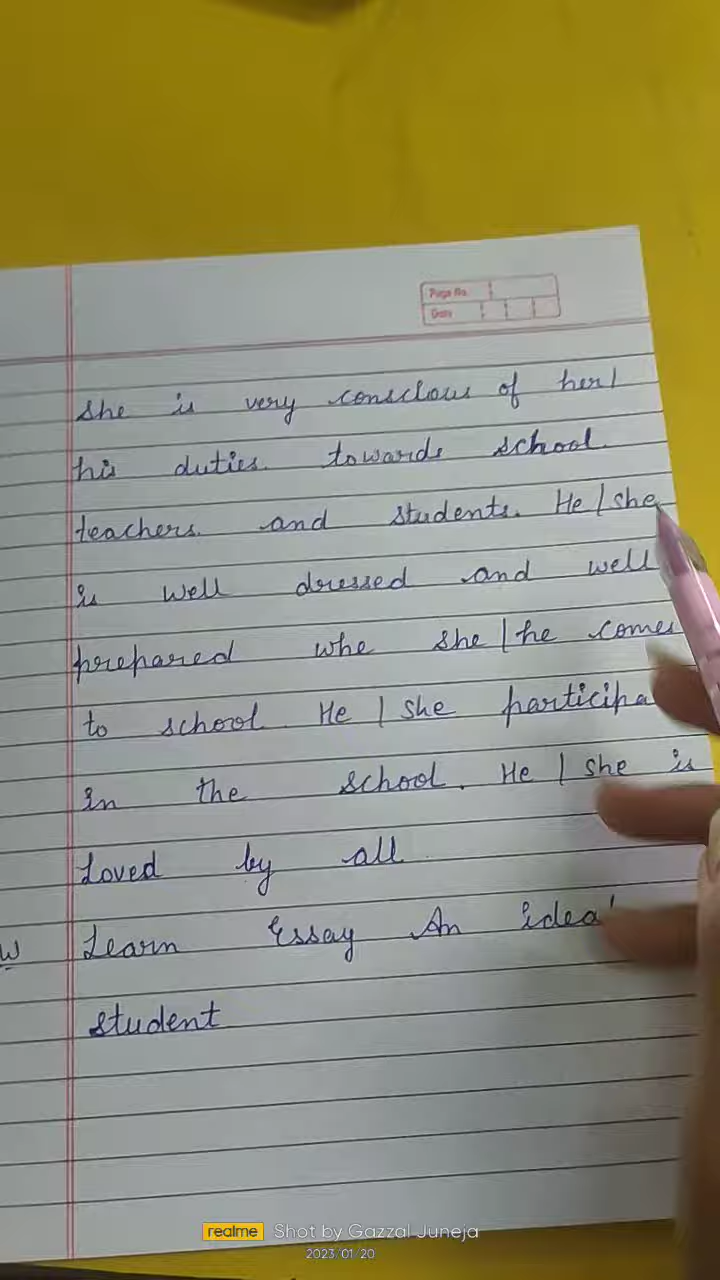 Page No.
Date
She is very conscious of her/
his duties. towards school.
teachers. and students. He/she
is well dressed and well
prepared whe she/he comes
to school. He/she participa
in the school. He/she is
Loved by all
W Learn Essay An idea
student
realme Shot by Gazzal Juneja
2023/01/20